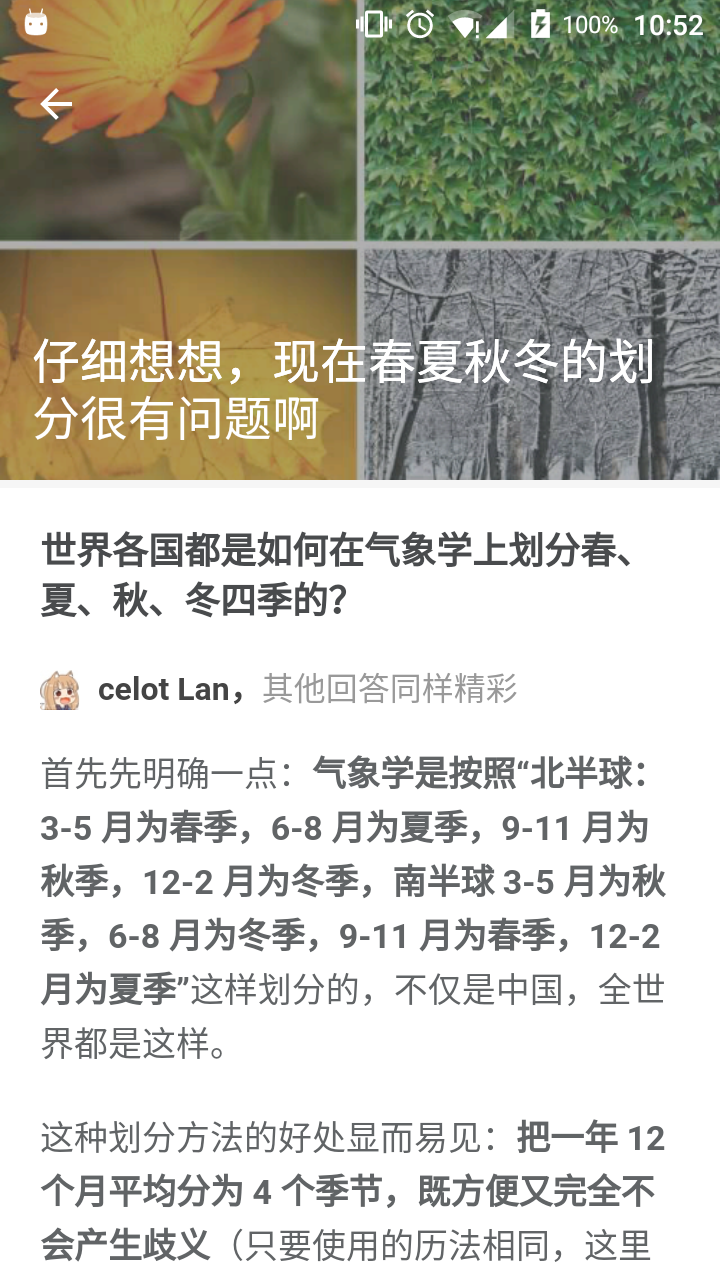 100% 10:52
仔细想想，现在春夏秋冬的划
分很有问题啊
世界各国都是如何在气象学上划分春、
夏、秋、冬四季的？
celot Lan，其他回答同样精彩
首先先明确一点：气象学是按照“北半球：
3-5 月为春季，6-8 月为夏季，9-11 月为
秋季，12-2 月为冬季，南半球 3-5 月为秋
季，6-8 月为冬季，9-11 月为春季，12-2
月为夏季”这样划分的，不仅是中国，全世
界都是这样。
这种划分方法的好处显而易见：把一年 12
个月平均分为 4 个季节，既方便又完全不
会产生歧义（只要使用的历法相同，这里